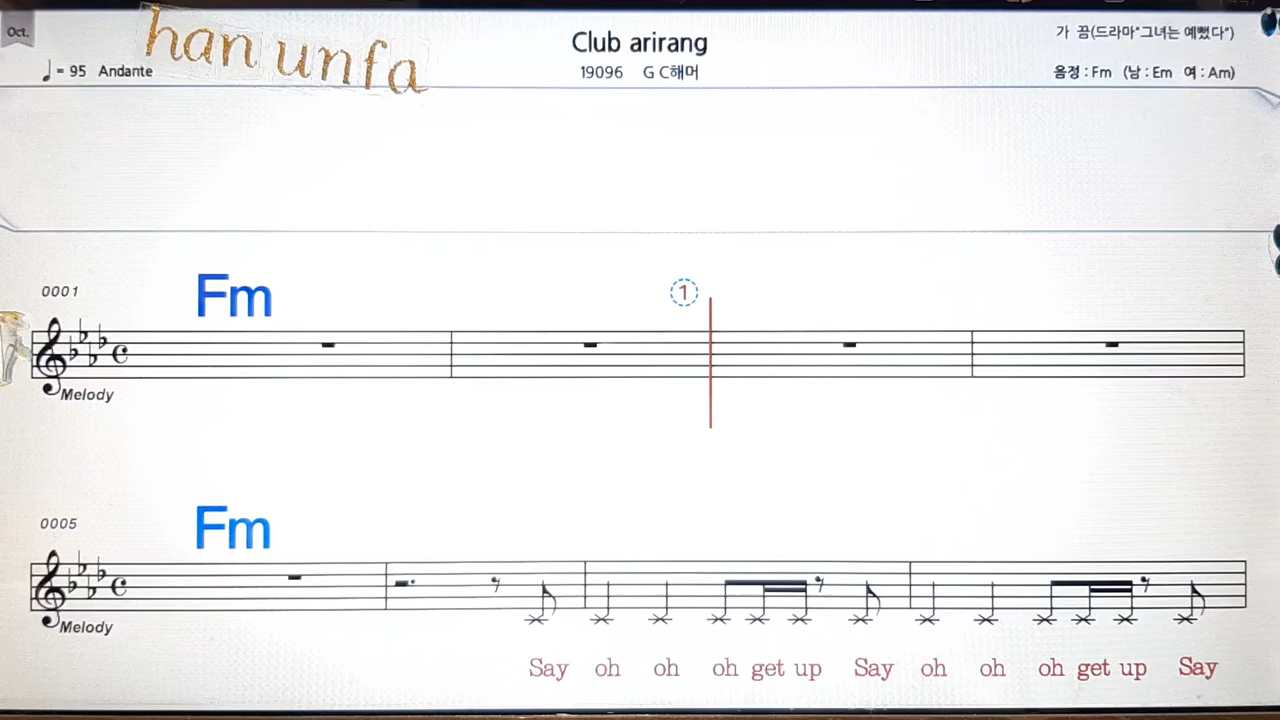 Oct.
han unfa
Club arirang
가 끔(드라마"그녀는 예뻤다")
♩= 95 Andante
19096 G C해머
음정 : Fm (남 : Em 여 : Am)
0001
Fm
1
Melody
0005
Fm
Melody
Say oh oh oh get up Say oh oh oh get up Say